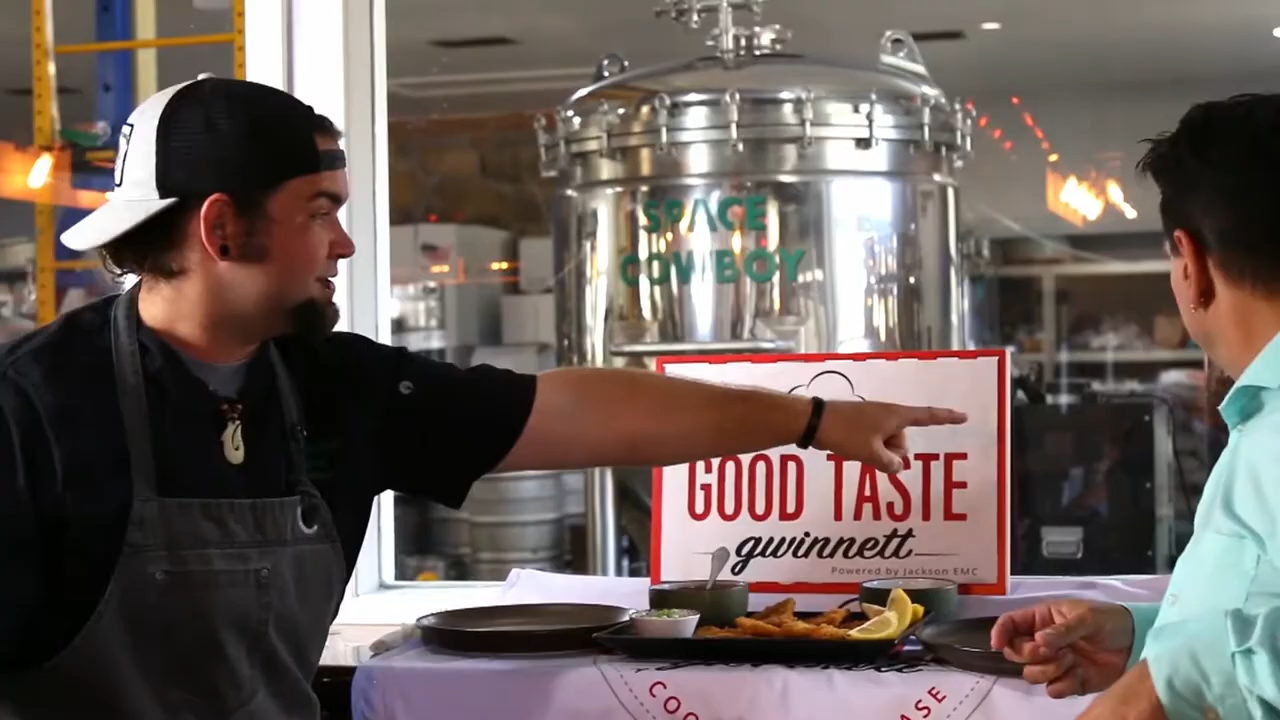 SPACE
COWBOY
GOOD TASTE
gwinnett
Powered by Jackson EMC